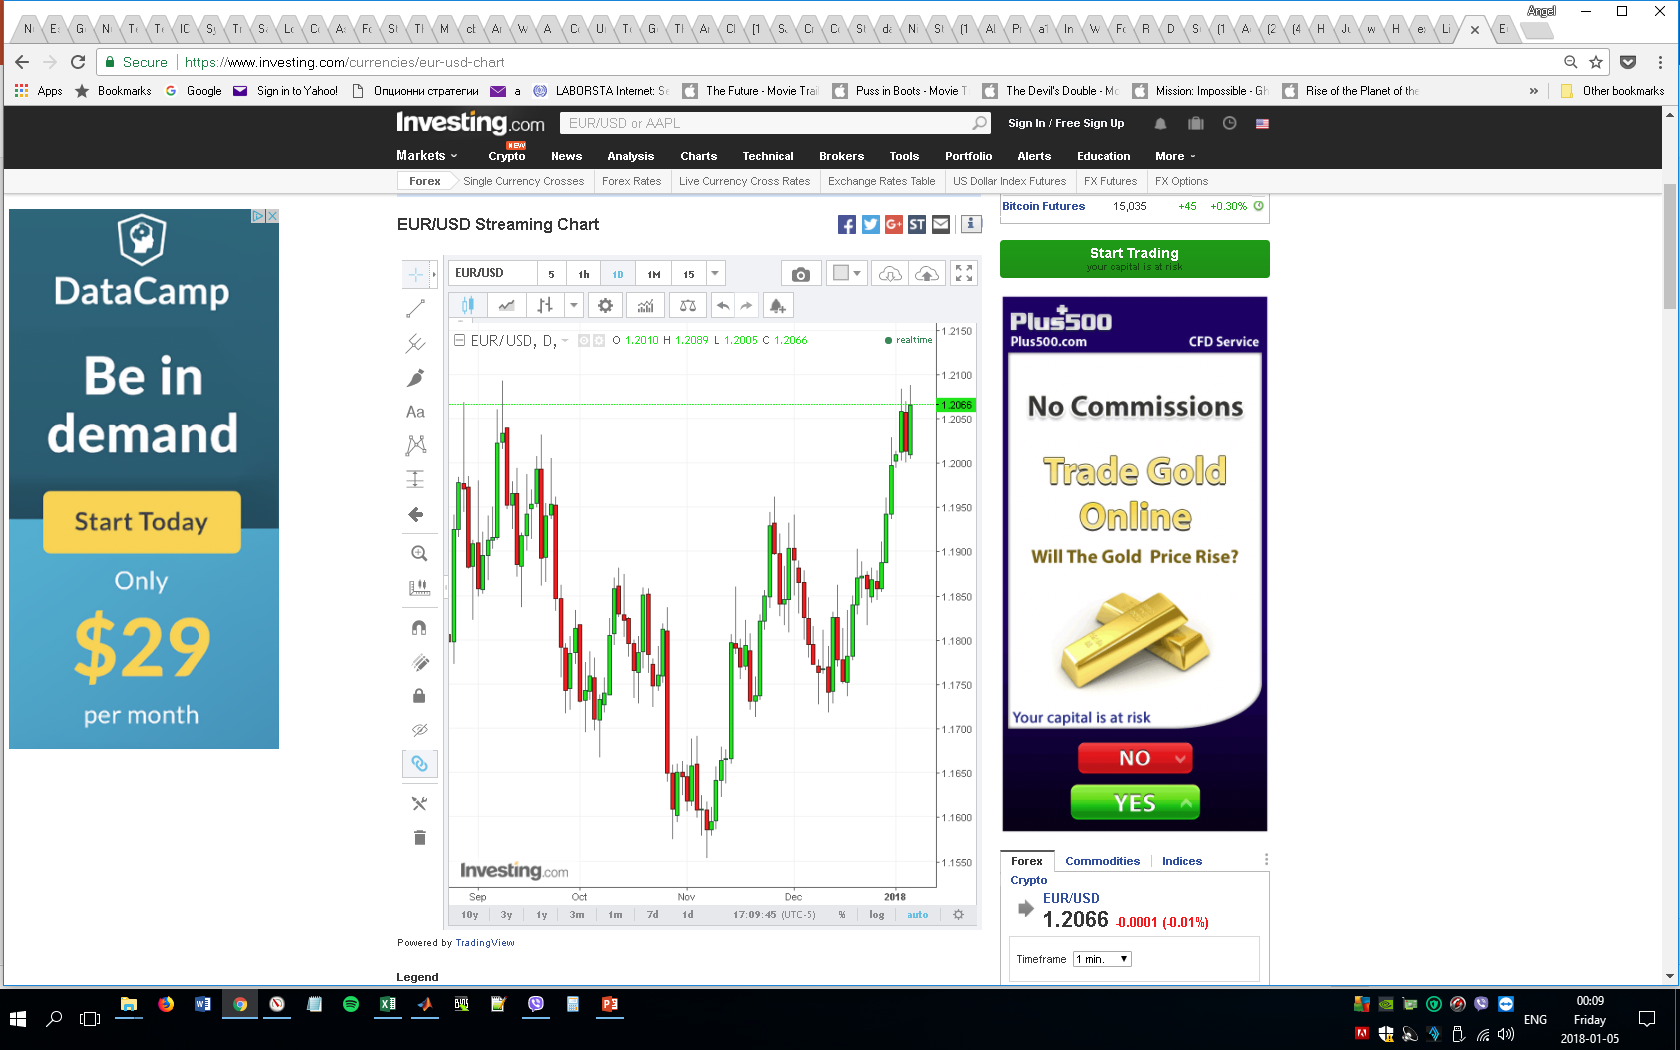 Angel
Secure
https://www.investing.com/currencies/eur-usd-chart
Apps
Bookmarks
Google
Sign in to Yahoo!
Опционни стратегии
a
LABORSTA Internet: Se
The Future - Movie Trai
Puss in Boots - Movie T
The Devil's Double - Mo
Mission: Impossible - Gh
Rise of the Planet of the
»
Other bookmarks
Investing.com
EUR/USD or AAPL
Sign In / Free Sign Up
NEW
Markets
Crypto
News
Analysis
Charts
Technical
Brokers
Tools
Portfolio
Alerts
Education
More
Forex
Single Currency Crosses
Forex Rates
Live Currency Cross Rates
Exchange Rates Table
US Dollar Index Futures
FX Futures
FX Options
DataCamp
Be in
demand
Start Today
Only
$29
per month
EUR/USD Streaming Chart
G+
ST
EUR/USD
5
1h
1D
1M
15
Aa
EUR/USD, D,
O 1.2010 H 1.2089 L 1.2005 C 1.2066
realtime
1.2150
1.2100
1.2066
1.2050
1.2000
1.1950
1.1900
1.1850
1.1800
1.1750
1.1700
1.1650
1.1600
1.1550
Investing.com
Sep
Oct
Nov
Dec
2018
10y
3y
1y
3m
1m
7d
1d
17:09:45 (UTC-5)
%
log
auto
Powered by TradingView
Legend
Bitcoin Futures 15,035 +45 +0.30%
Start Trading
your capital is at risk
Plus500
Plus500.com
CFD Service
No Commissions
Trade Gold
Online
Will The Gold Price Rise?
Your capital is at risk
NO
YES
Forex
Commodities
Indices
Crypto
EUR/USD
1.2066 -0.0001 (-0.01%)
Timeframe
1 min.
ENG
00:09
Friday
2018-01-05